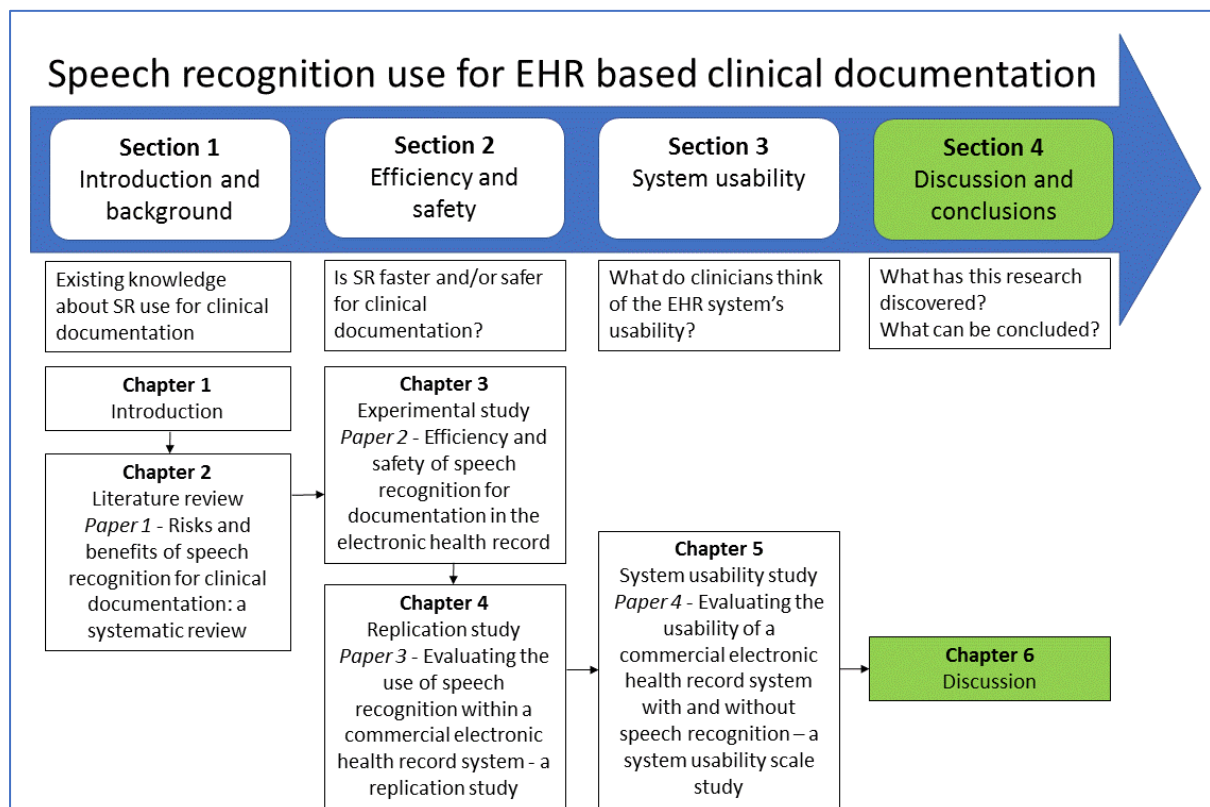 Speech recognition use for EHR based clinical documentation
Section 1
Introduction and
background
Section 2
Efficiency and
safety
Section 3
System usability
Section 4
Discussion and
conclusions
Existing knowledge
about SR use for clinical
documentation
Is SR faster and/or safer
for clinical
documentation?
What do clinicians think
of the EHR system's
usability?
What has this research
discovered?
What can be concluded?
Chapter 1
Introduction
Chapter 2
Literature review
Paper 1 - Risks and
benefits of speech
recognition for clinical
documentation: a
systematic review
Chapter 3
Experimental study
Paper 2 - Efficiency and
safety of speech
recognition for
documentation in the
electronic health record
Chapter 4
Replication study
Paper 3 - Evaluating the
use of speech
recognition within a
commercial electronic
health record system - a
replication study
Chapter 5
System usability study
Paper 4 - Evaluating the
usability of a
commercial electronic
health record system
with and without
speech recognition – a
system usability scale
study
Chapter 6
Discussion